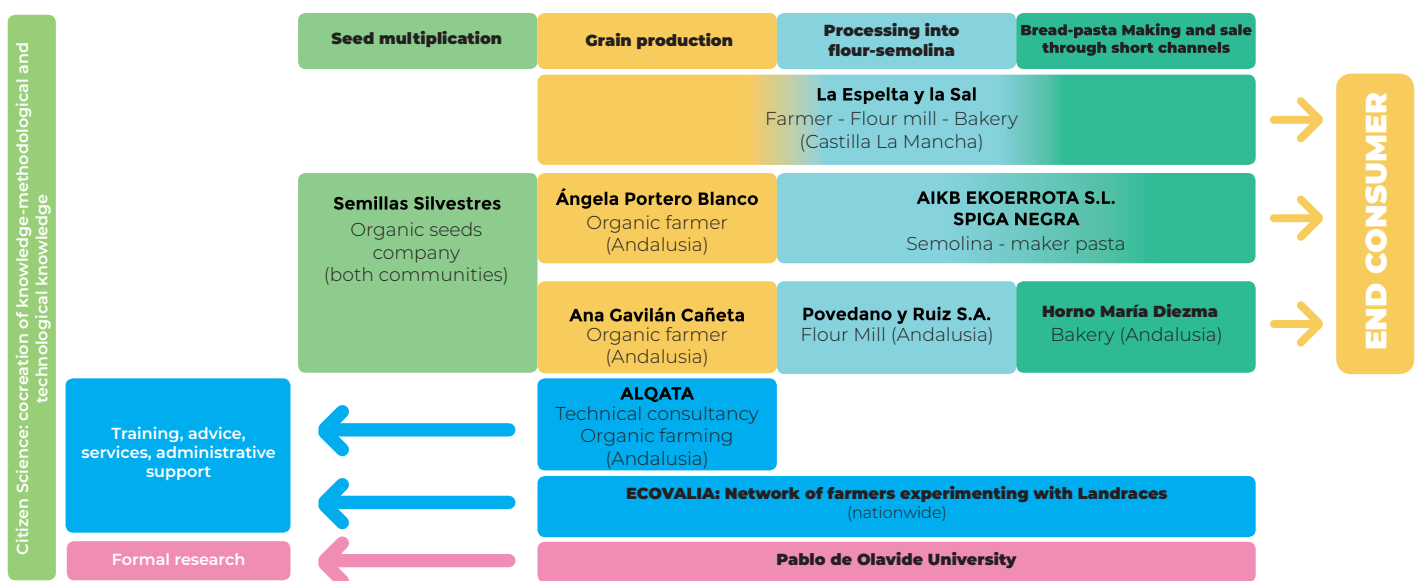 Citizen Science: cocreation of knowledge-methodological and
technological knowledge
Seed multiplication
Grain production
Processing into
flour-semolina
Bread-pasta Making and sale
through short channels
La Espelta y la Sal
Farmer - Flour mill - Bakery
(Castilla La Mancha)
Semillas Silvestres
Organic seeds
company
(both communities)
Ángela Portero Blanco
Organic farmer
(Andalusia)
AIKB EKOERROTA S.L.
SPIGA NEGRA
Semolina - maker pasta
Ana Gavilán Cañeta
Organic farmer
(Andalusia)
Povedano y Ruiz S.A.
Flour Mill (Andalusia)
Horno María Diezma
Bakery (Andalusia)
END CONSUMER
Training, advice,
services, administrative
support
ALQATA
Technical consultancy
Organic farming
(Andalusia)
ECOVALIA: Network of farmers experimenting with Landraces
(nationwide)
Formal research
Pablo de Olavide University